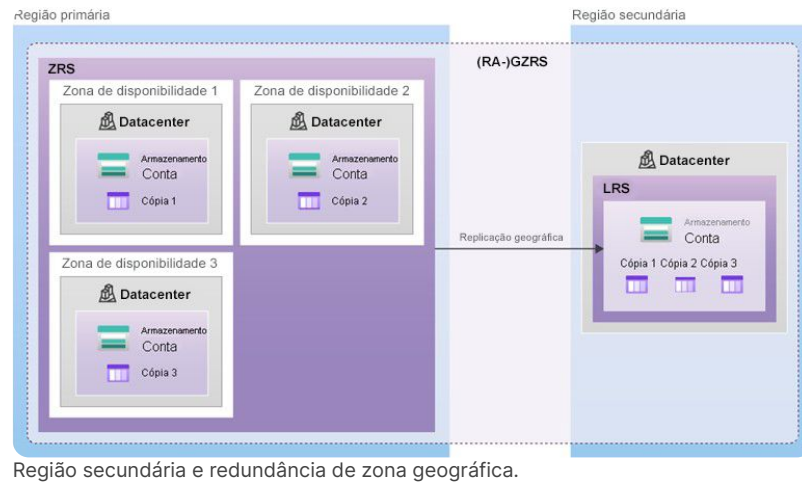 Região primária
Região secundária
(RA-)GZRS
ZRS
Zona de disponibilidade 1
Datacenter
Armazenamento
Conta
Cópia 1
Zona de disponibilidade 2
Datacenter
Armazenamento
Conta
Cópia 2
Zona de disponibilidade 3
Datacenter
Armazenamento
Conta
Cópia 3
Replicação geográfica
Datacenter
LRS
Armazenamento
Conta
Cópia 1 Cópia 2 Cópia 3
Região secundária e redundância de zona geográfica.